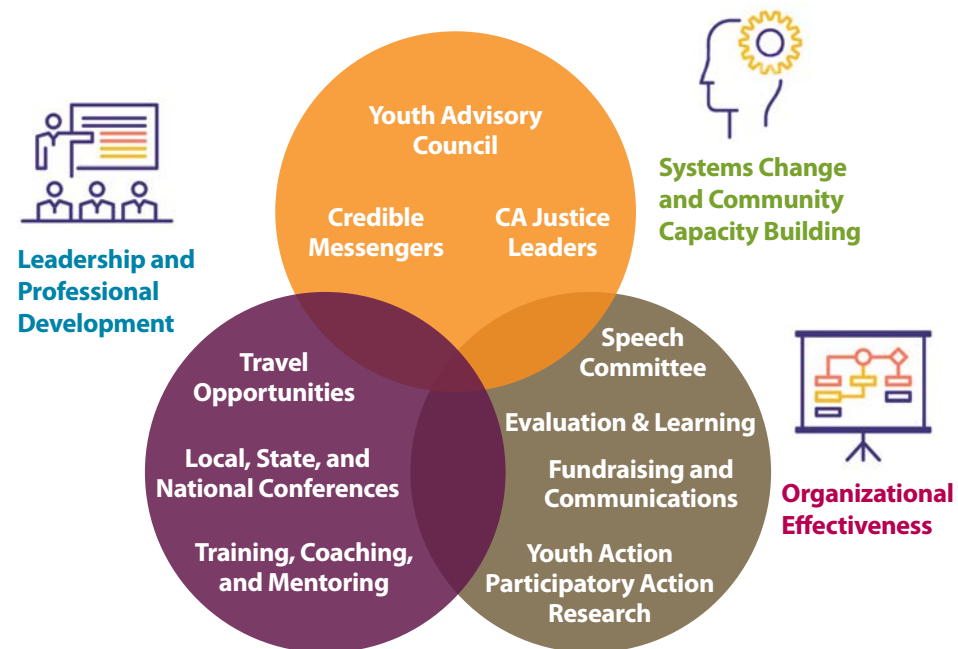 Youth Advisory
Council
Credible
Messengers
CA Justice
Leaders
Systems Change
and Community
Capacity Building
Leadership and
Professional
Development
Travel
Opportunities
Local, State, and
National Conferences
Training, Coaching,
and Mentoring
Speech
Committee
Evaluation & Learning
Fundraising and
Communications
Youth Action
Participatory Action
Research
Organizational
Effectiveness